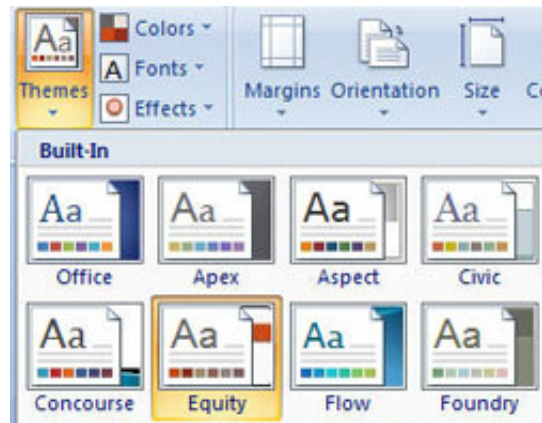 Aa
Colors
A Fonts
Themes
Effects
Margins Orientation Size
Built-In
Aa Aa Aa Aa
Office Apex Aspect Civic
Aa Aa Aa Aa
Concourse Equity Flow Foundry